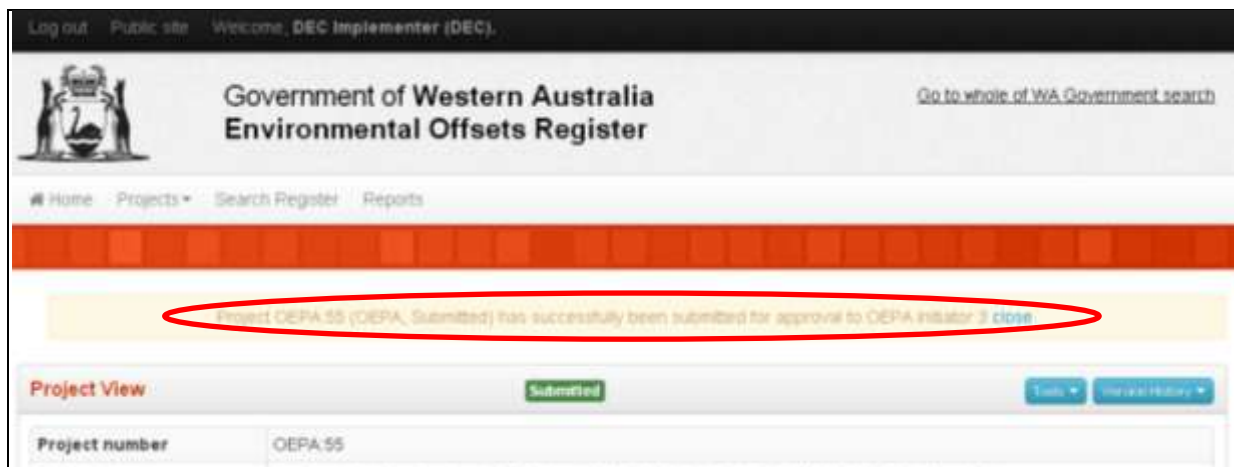 Log out Public site Welcome, DEC Implementer (DEC).
Government of Western Australia
Environmental Offsets Register
Go to whole of WA Government search
Home Projects Search Register Reports
Project OEPA:55 (OEPA, Submitted) has successfully been submitted for approval to OEPA Initiator 3 close
Project View Submitted Tools Version History
Project number OEPA:55